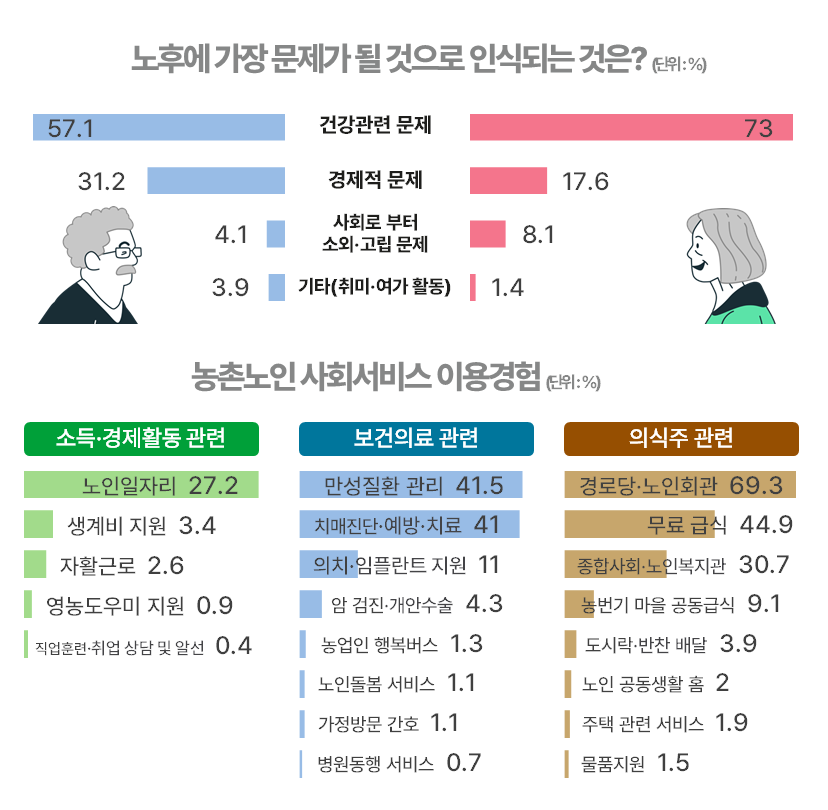 노후에 가장 문제가 될 것으로 인식되는 것은? (단위 : %)
57.1 건강관련 문제 73
31.2 경제적 문제 17.6
4.1 사회로 부터 8.1
소외·고립 문제
3.9 기타(취미·여가 활동) 1.4
농촌노인 사회서비스 이용경험 (단위 : %)
소득·경제활동 관련
노인일자리 27.2
생계비 지원 3.4
자활근로 2.6
영농도우미 지원 0.9
직업훈련·취업 상담 및 알선 0.4
보건의료 관련
만성질환 관리 41.5
치매진단·예방·치료 41
의치·임플란트 지원 11
암 검진·개안수술 4.3
농업인 행복버스 1.3
노인돌봄 서비스 1.1
가정방문 간호 1.1
병원동행 서비스 0.7
의식주 관련
경로당·노인회관 69.3
무료 급식 44.9
종합사회·노인복지관 30.7
농번기 마을 공동급식 9.1
도시락·반찬 배달 3.9
노인 공동생활 홈 2
주택 관련 서비스 1.9
물품지원 1.5